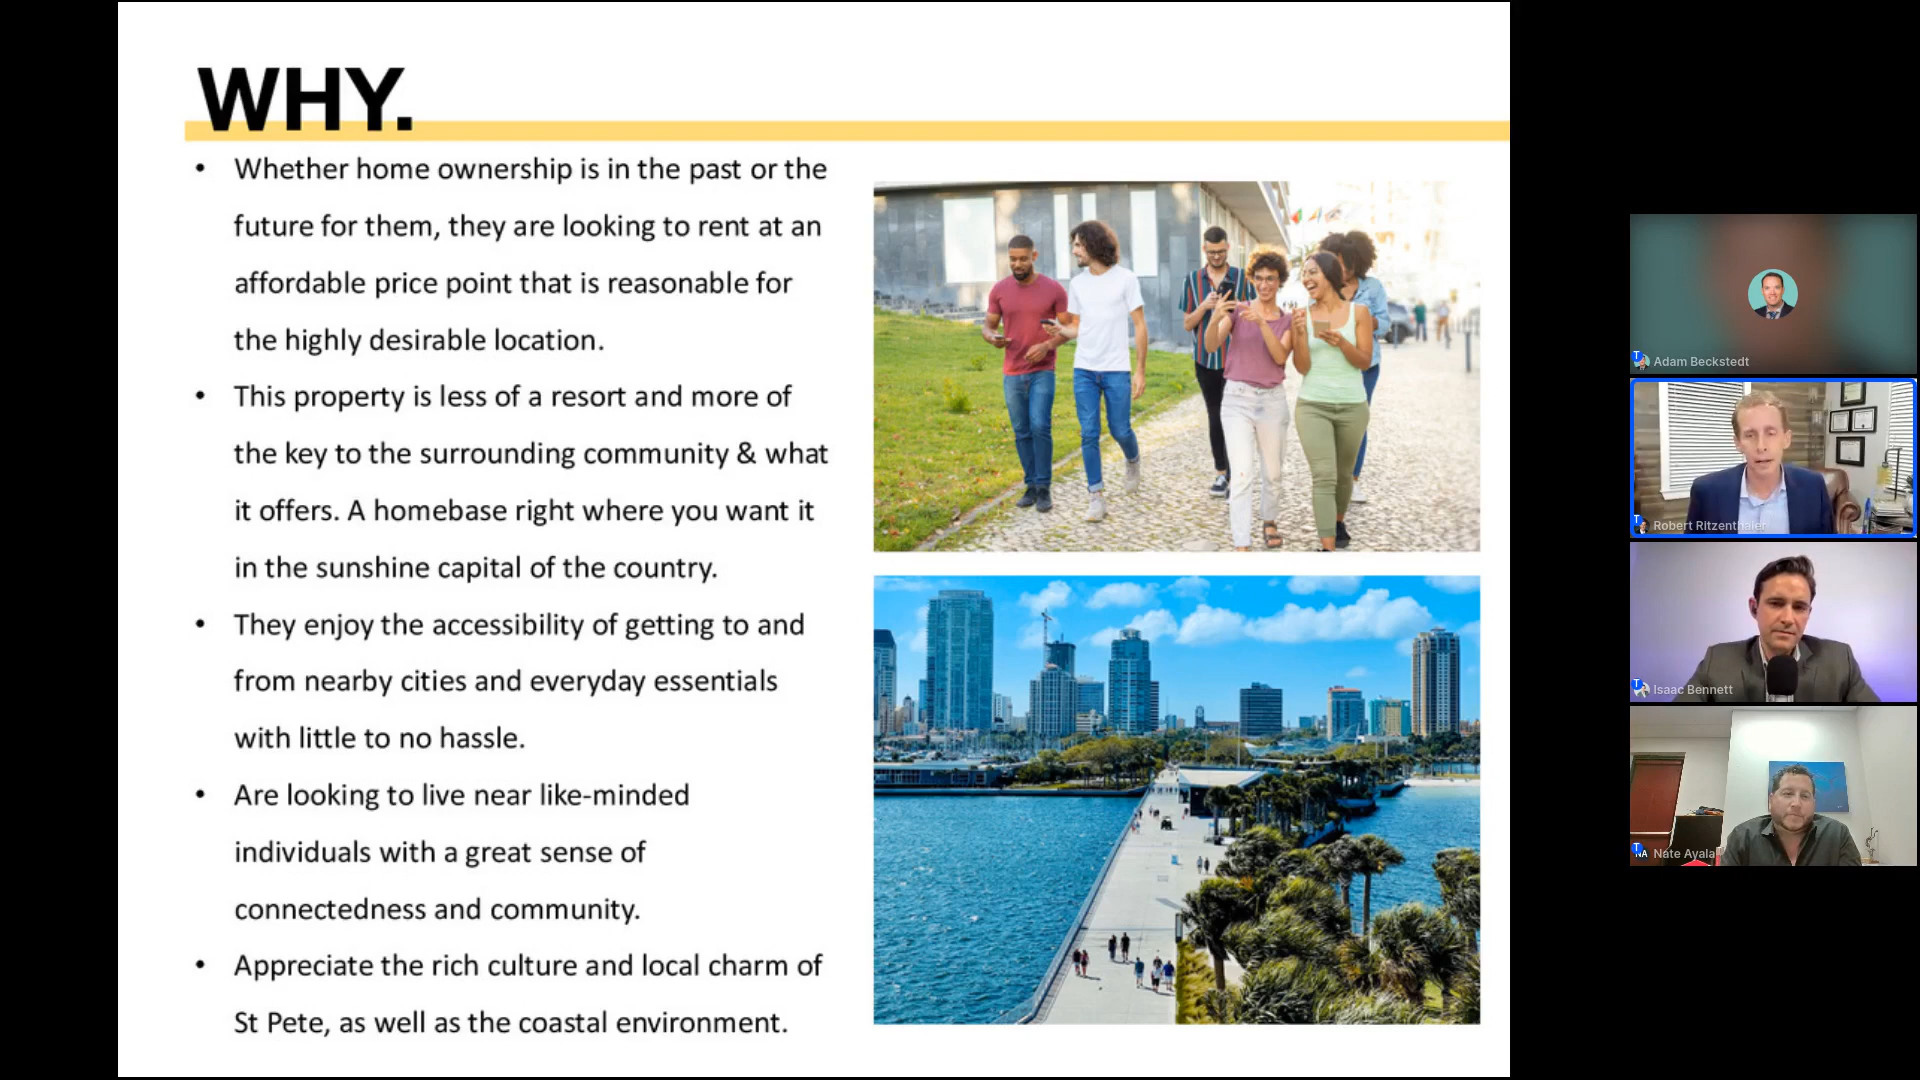 WHY.
• Whether home ownership is in the past or the
future for them, they are looking to rent at an
affordable price point that is reasonable for
the highly desirable location.
• This property is less of a resort and more of
the key to the surrounding community & what
it offers. A homebase right where you want it
in the sunshine capital of the country.
• They enjoy the accessibility of getting to and
from nearby cities and everyday essentials
with little to no hassle.
• Are looking to live near like-minded
individuals with a great sense of
connectedness and community.
• Appreciate the rich culture and local charm of
St Pete, as well as the coastal environment.
T Adam Beckstedt
T Robert Ritzenthaler
T Isaac Bennett
T NA Nate Ayala